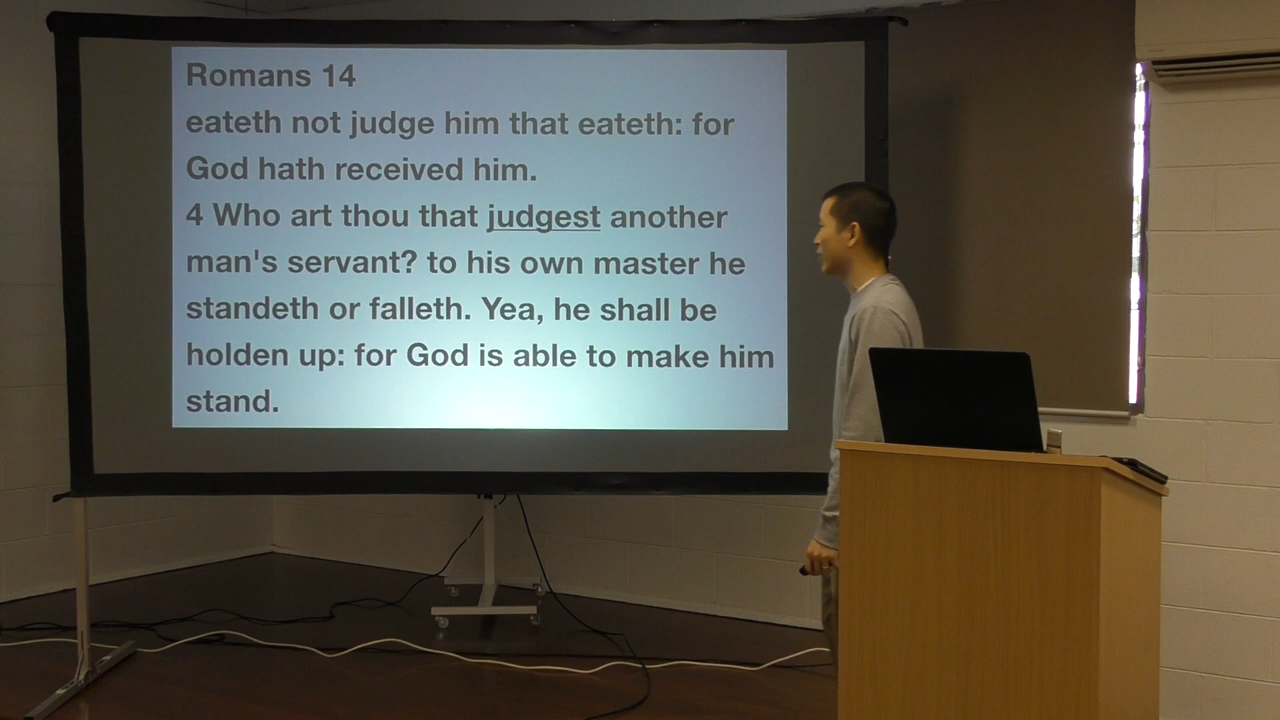 Romans 14
eateth not judge him that eateth: for
God hath received him.
4 Who art thou that judgest another
man's servant? to his own master he
standeth or falleth. Yea, he shall be
holden up: for God is able to make him
stand.